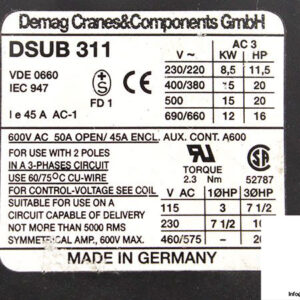 Demag Cranes&Components GmbH
DSUB 311
VDE 0660
IEC 947
S
FD 1
I e 45 A AC-1
AC 3
V ~ KW HP
230/220 8,5 11,5
400/380 15 20
500 15 20
690/660 12 16
600V AC 50A OPEN/ 45A ENCL. AUX. CONT. A600
FOR USE WITH 2 POLES
IN A 3-PHASES CIRCUIT
USE 60/75°C CU-WIRE
FOR CONTROL-VOLTAGE SEE COIL
SUITABLE FOR USE ON A
CIRCUIT CAPABLE OF DELIVERING
NOT MORE THAN 5000 RMS
SYMMETRICAL AMP., 600V MAX.
TORQUE
2.3 Nm
52787
V AC 1ØHP 3ØHP
115 3 7 1/2
230 7 1/2
460/575 -
MADE IN GERMANY